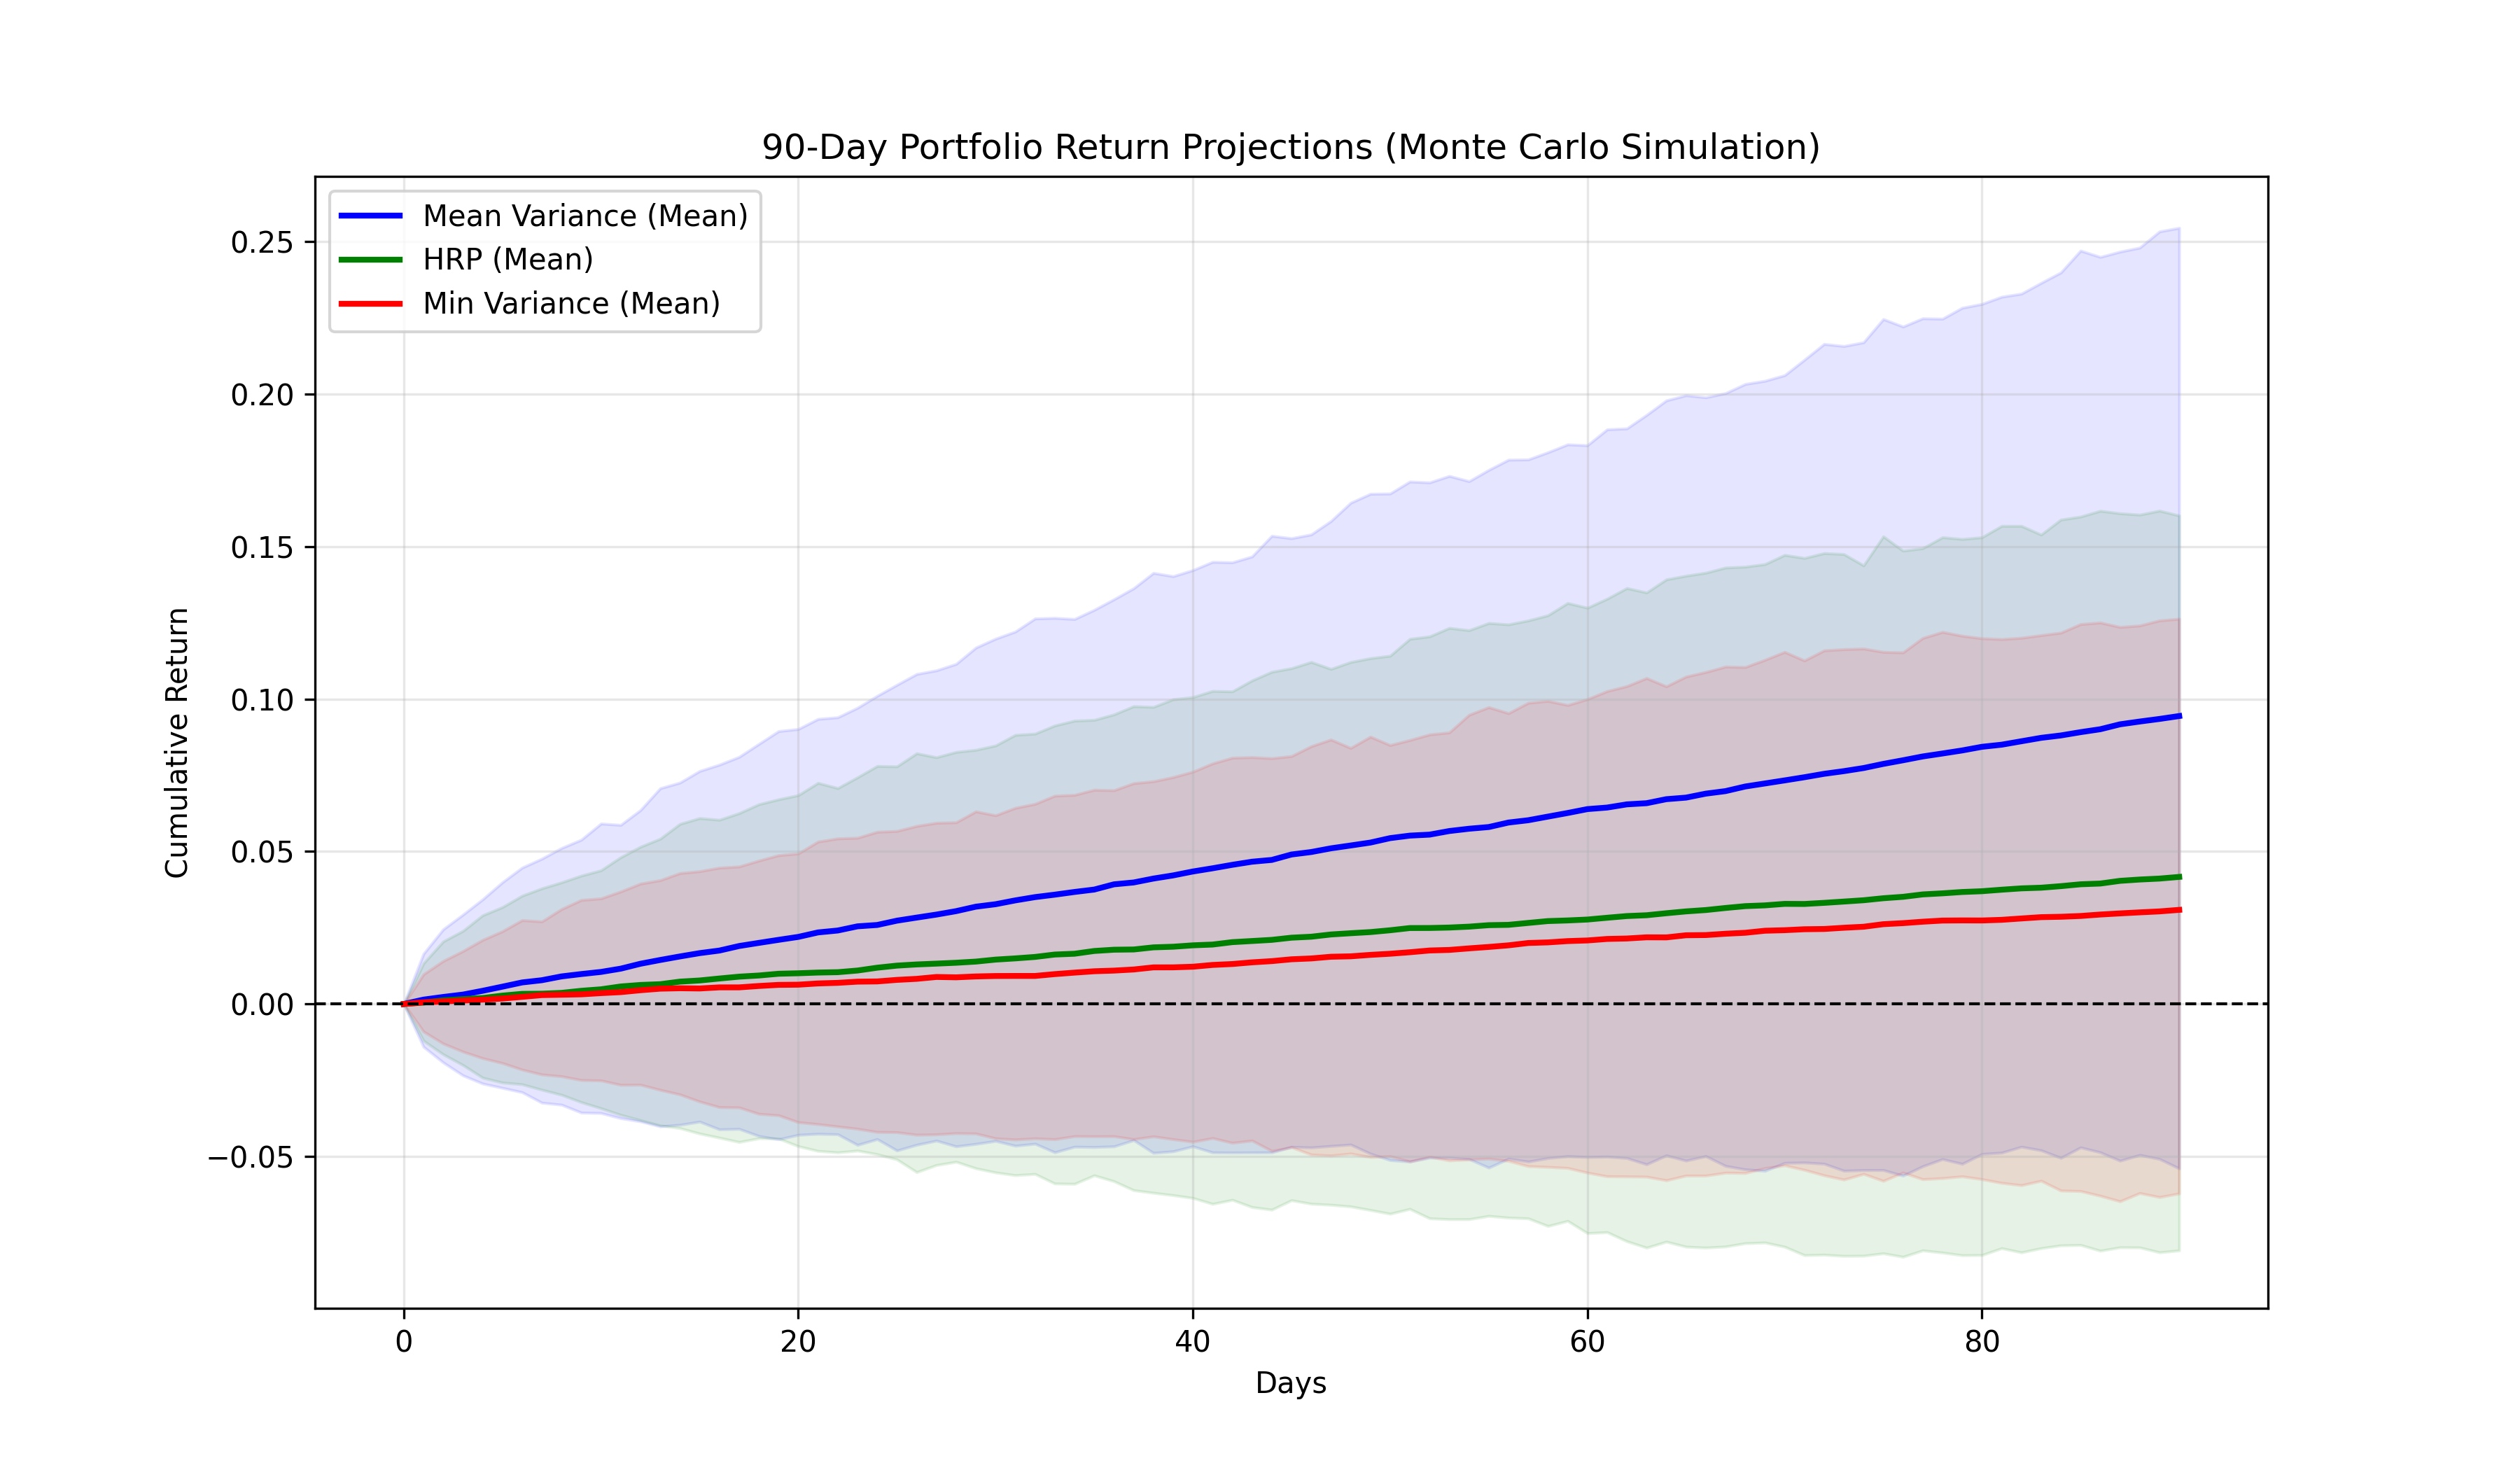 90-Day Portfolio Return Projections (Monte Carlo Simulation)
Mean Variance (Mean)
HRP (Mean)
Min Variance (Mean)
Cumulative Return
0.25
0.20
0.15
0.10
0.05
0.00
−0.05
0 20 40 60 80
Days